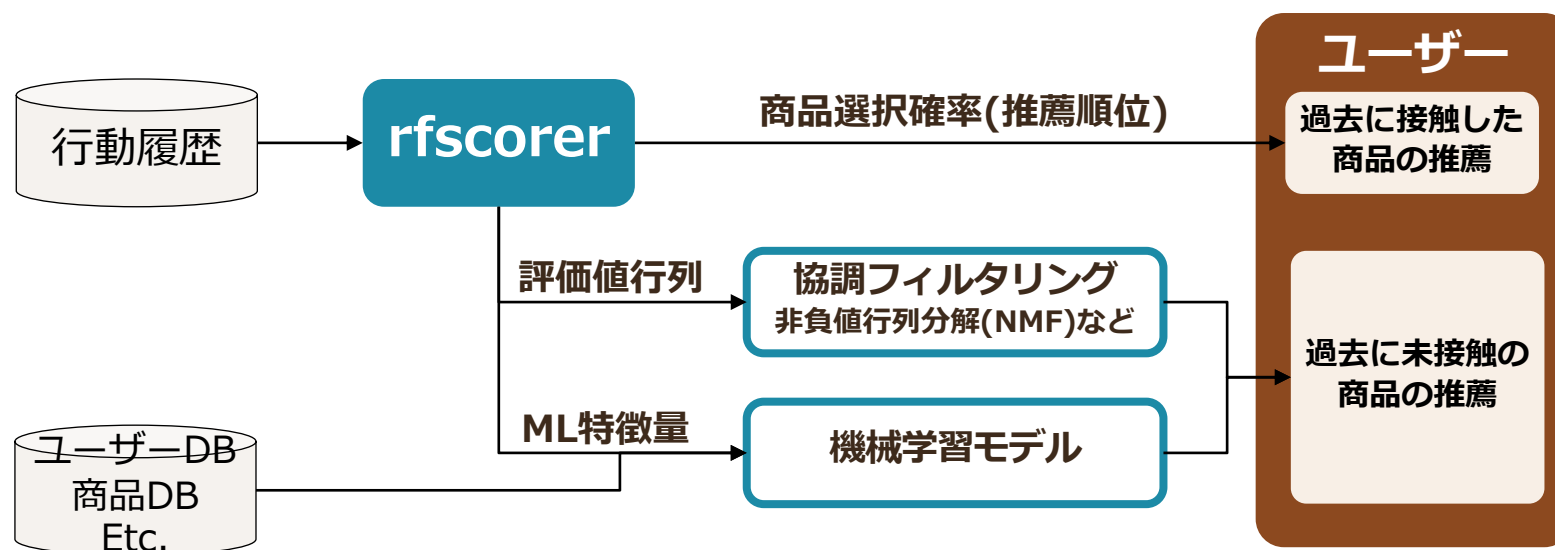 ユーザー
行動履歴
rfscorer
商品選択確率(推薦順位)
過去に接触した
商品の推薦
評価値行列
協調フィルタリング
非負値行列分解(NMF)など
過去に未接触の
商品の推薦
ML特徴量
機械学習モデル
ユーザーDB
商品DB
Etc.